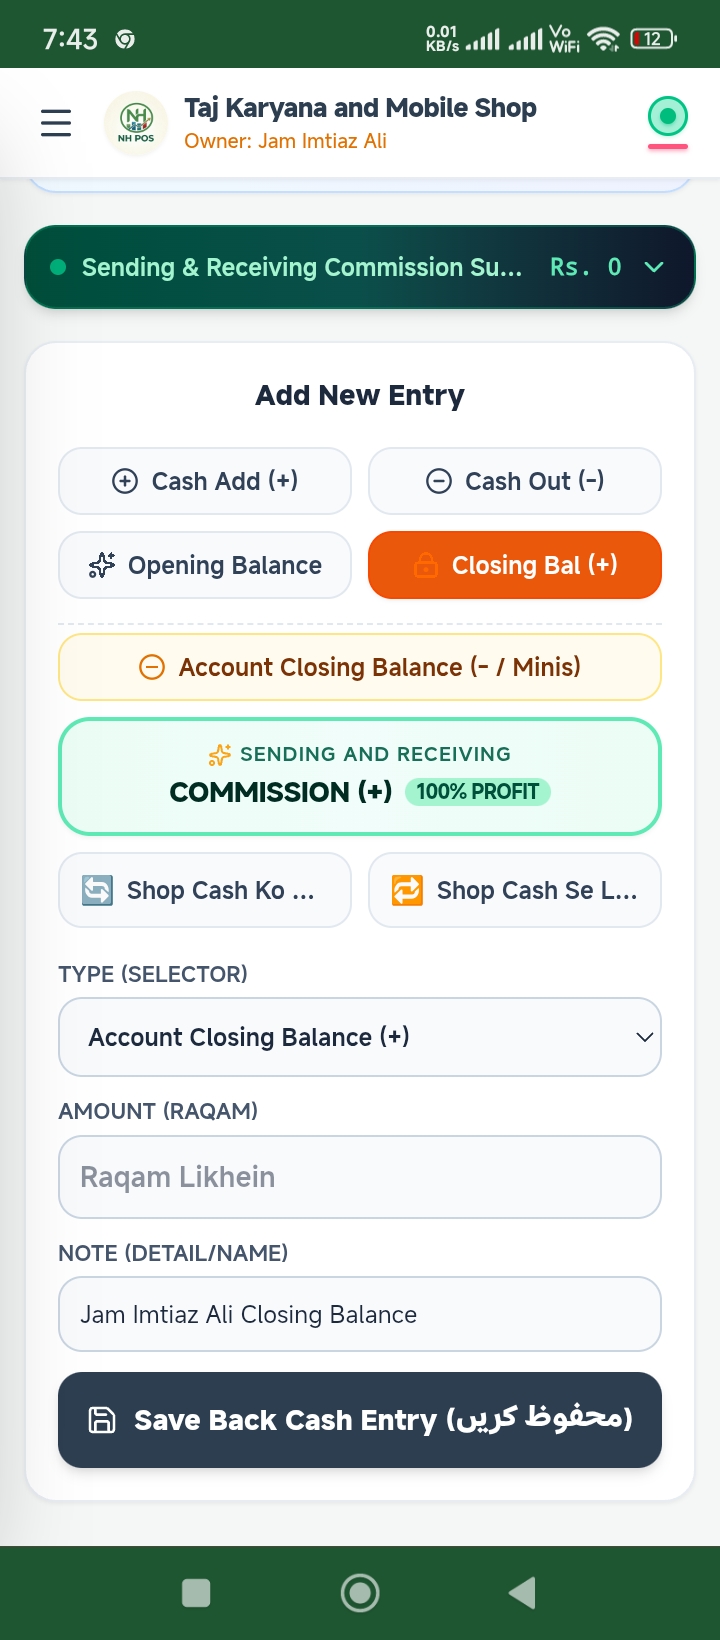 7:43
0.01
KB/s
Vo
WiFi
12
NH
NH POS
Taj Karyana and Mobile Shop
Owner: Jam Imtiaz Ali
Sending & Receiving Commission Su... Rs. 0
Add New Entry
Cash Add (+)
Cash Out (-)
Opening Balance
Closing Bal (+)
Account Closing Balance (- / Minis)
SENDING AND RECEIVING
COMMISSION (+) 100% PROFIT
Shop Cash Ko ...
Shop Cash Se L...
TYPE (SELECTOR)
Account Closing Balance (+)
AMOUNT (RAQAM)
Raqam Likhein
NOTE (DETAIL/NAME)
Jam Imtiaz Ali Closing Balance
Save Back Cash Entry (محفوظ کریں)